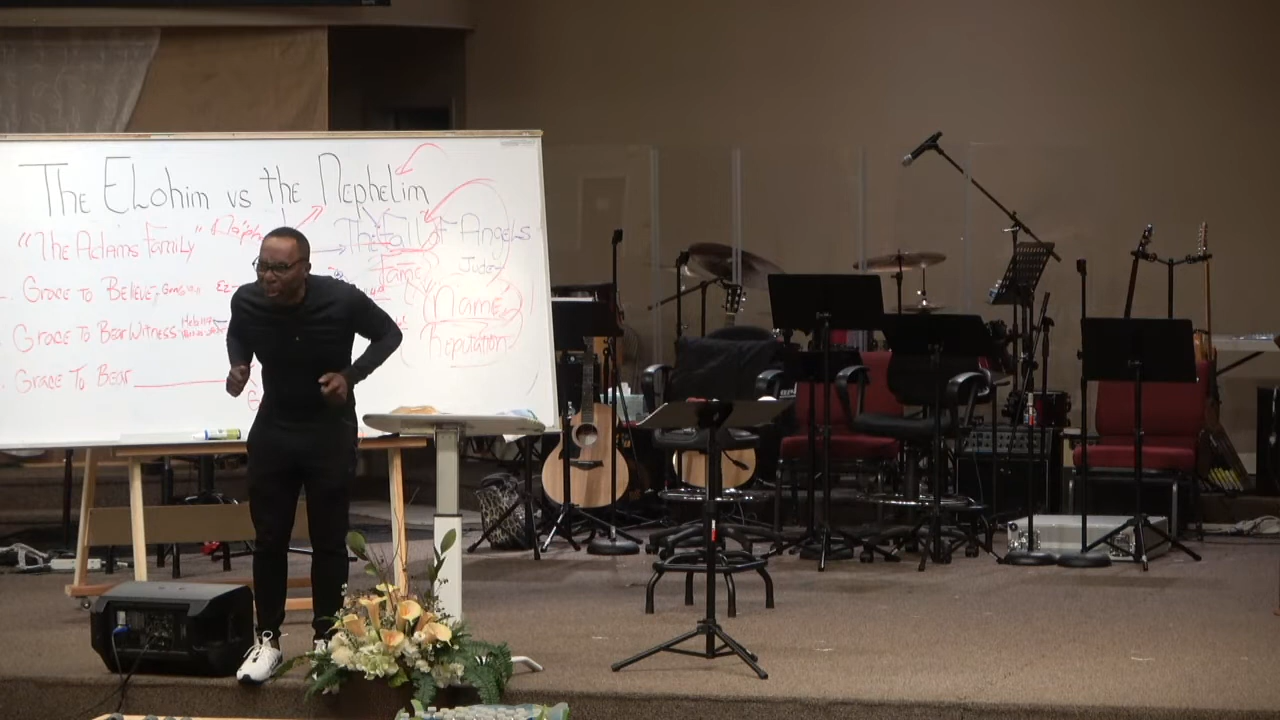 The ELohim vs the Nephelim
"The Adams Family"
The Fall of Angels
Jude
Fame
Grace To Believe
Name
Grace To Bear Witness
Reputation
Grace To Bear